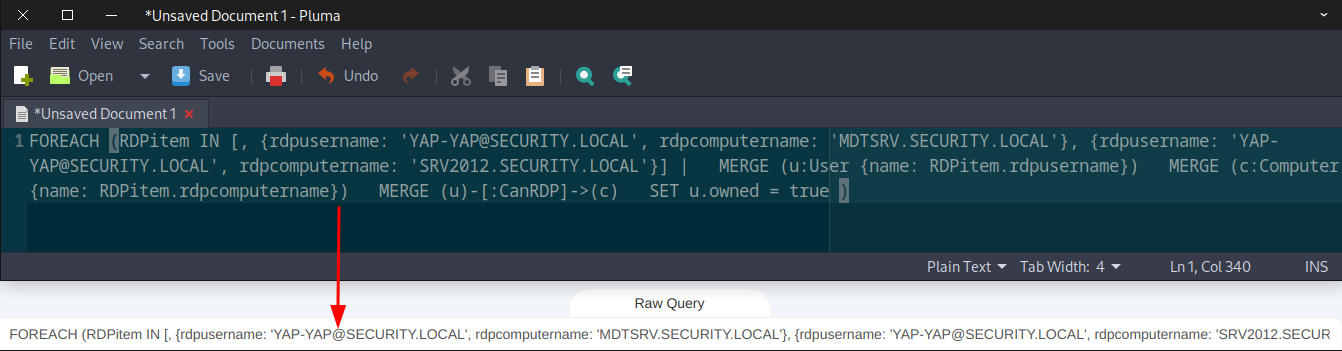 *Unsaved Document 1 - Pluma
File Edit View Search Tools Documents Help
Open Save Undo
*Unsaved Document 1
1 FOREACH (RDPitem IN [, {rdpusername: 'YAP-YAP@SECURITY.LOCAL', rdpcomputername: 'MDTSRV.SECURITY.LOCAL'}, {rdpusername: 'YAP-
YAP@SECURITY.LOCAL', rdpcomputername: 'SRV2012.SECURITY.LOCAL'}] |   MERGE (u:User {name: RDPitem.rdpusername})   MERGE (c:Computer
{name: RDPitem.rdpcomputername})   MERGE (u)-[:CanRDP]->(c)   SET u.owned = true )
Plain Text Tab Width: 4 Ln 1, Col 340 INS
Raw Query
FOREACH (RDPitem IN [, {rdpusername: 'YAP-YAP@SECURITY.LOCAL', rdpcomputername: 'MDTSRV.SECURITY.LOCAL'}, {rdpusername: 'YAP-YAP@SECURITY.LOCAL', rdpcomputername: 'SRV2012.SECUR